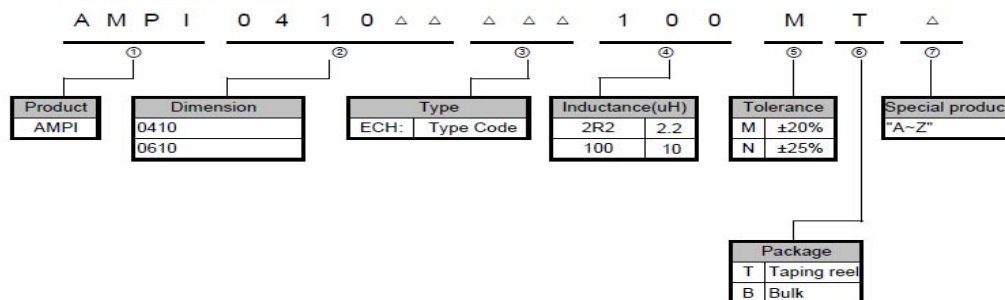 A M P I 0 4 1 0 △ △ △ △ △ 1 0 0 M T △
① ② ③ ④ ⑤ ⑥ ⑦
Product Dimension Type Inductance(uH) Tolerance Special produc
AMPI 0410 ECH: Type Code 2R2 2.2 M ±20% "A~Z"
0610 100 10 N ±25%
Package
T Taping reel
B Bulk